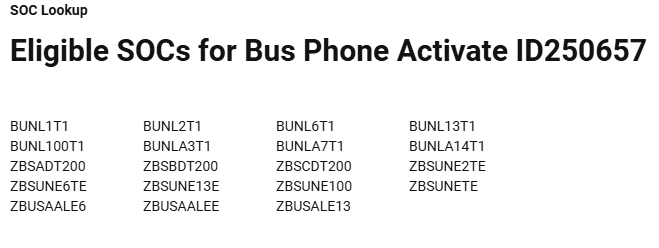 SOC Lookup
Eligible SOCs for Bus Phone Activate ID250657
BUNL1T1 BUNL2T1 BUNL6T1 BUNL13T1
BUNL100T1 BUNLA3T1 BUNLA7T1 BUNLA14T1
ZBSADT200 ZBSBDT200 ZBSCDT200 ZBSUNE2TE
ZBSUNE6TE ZBSUNE13E ZBSUNE100 ZBSUNETE
ZBUSAALE6 ZBUSAALEE ZBUSALE13